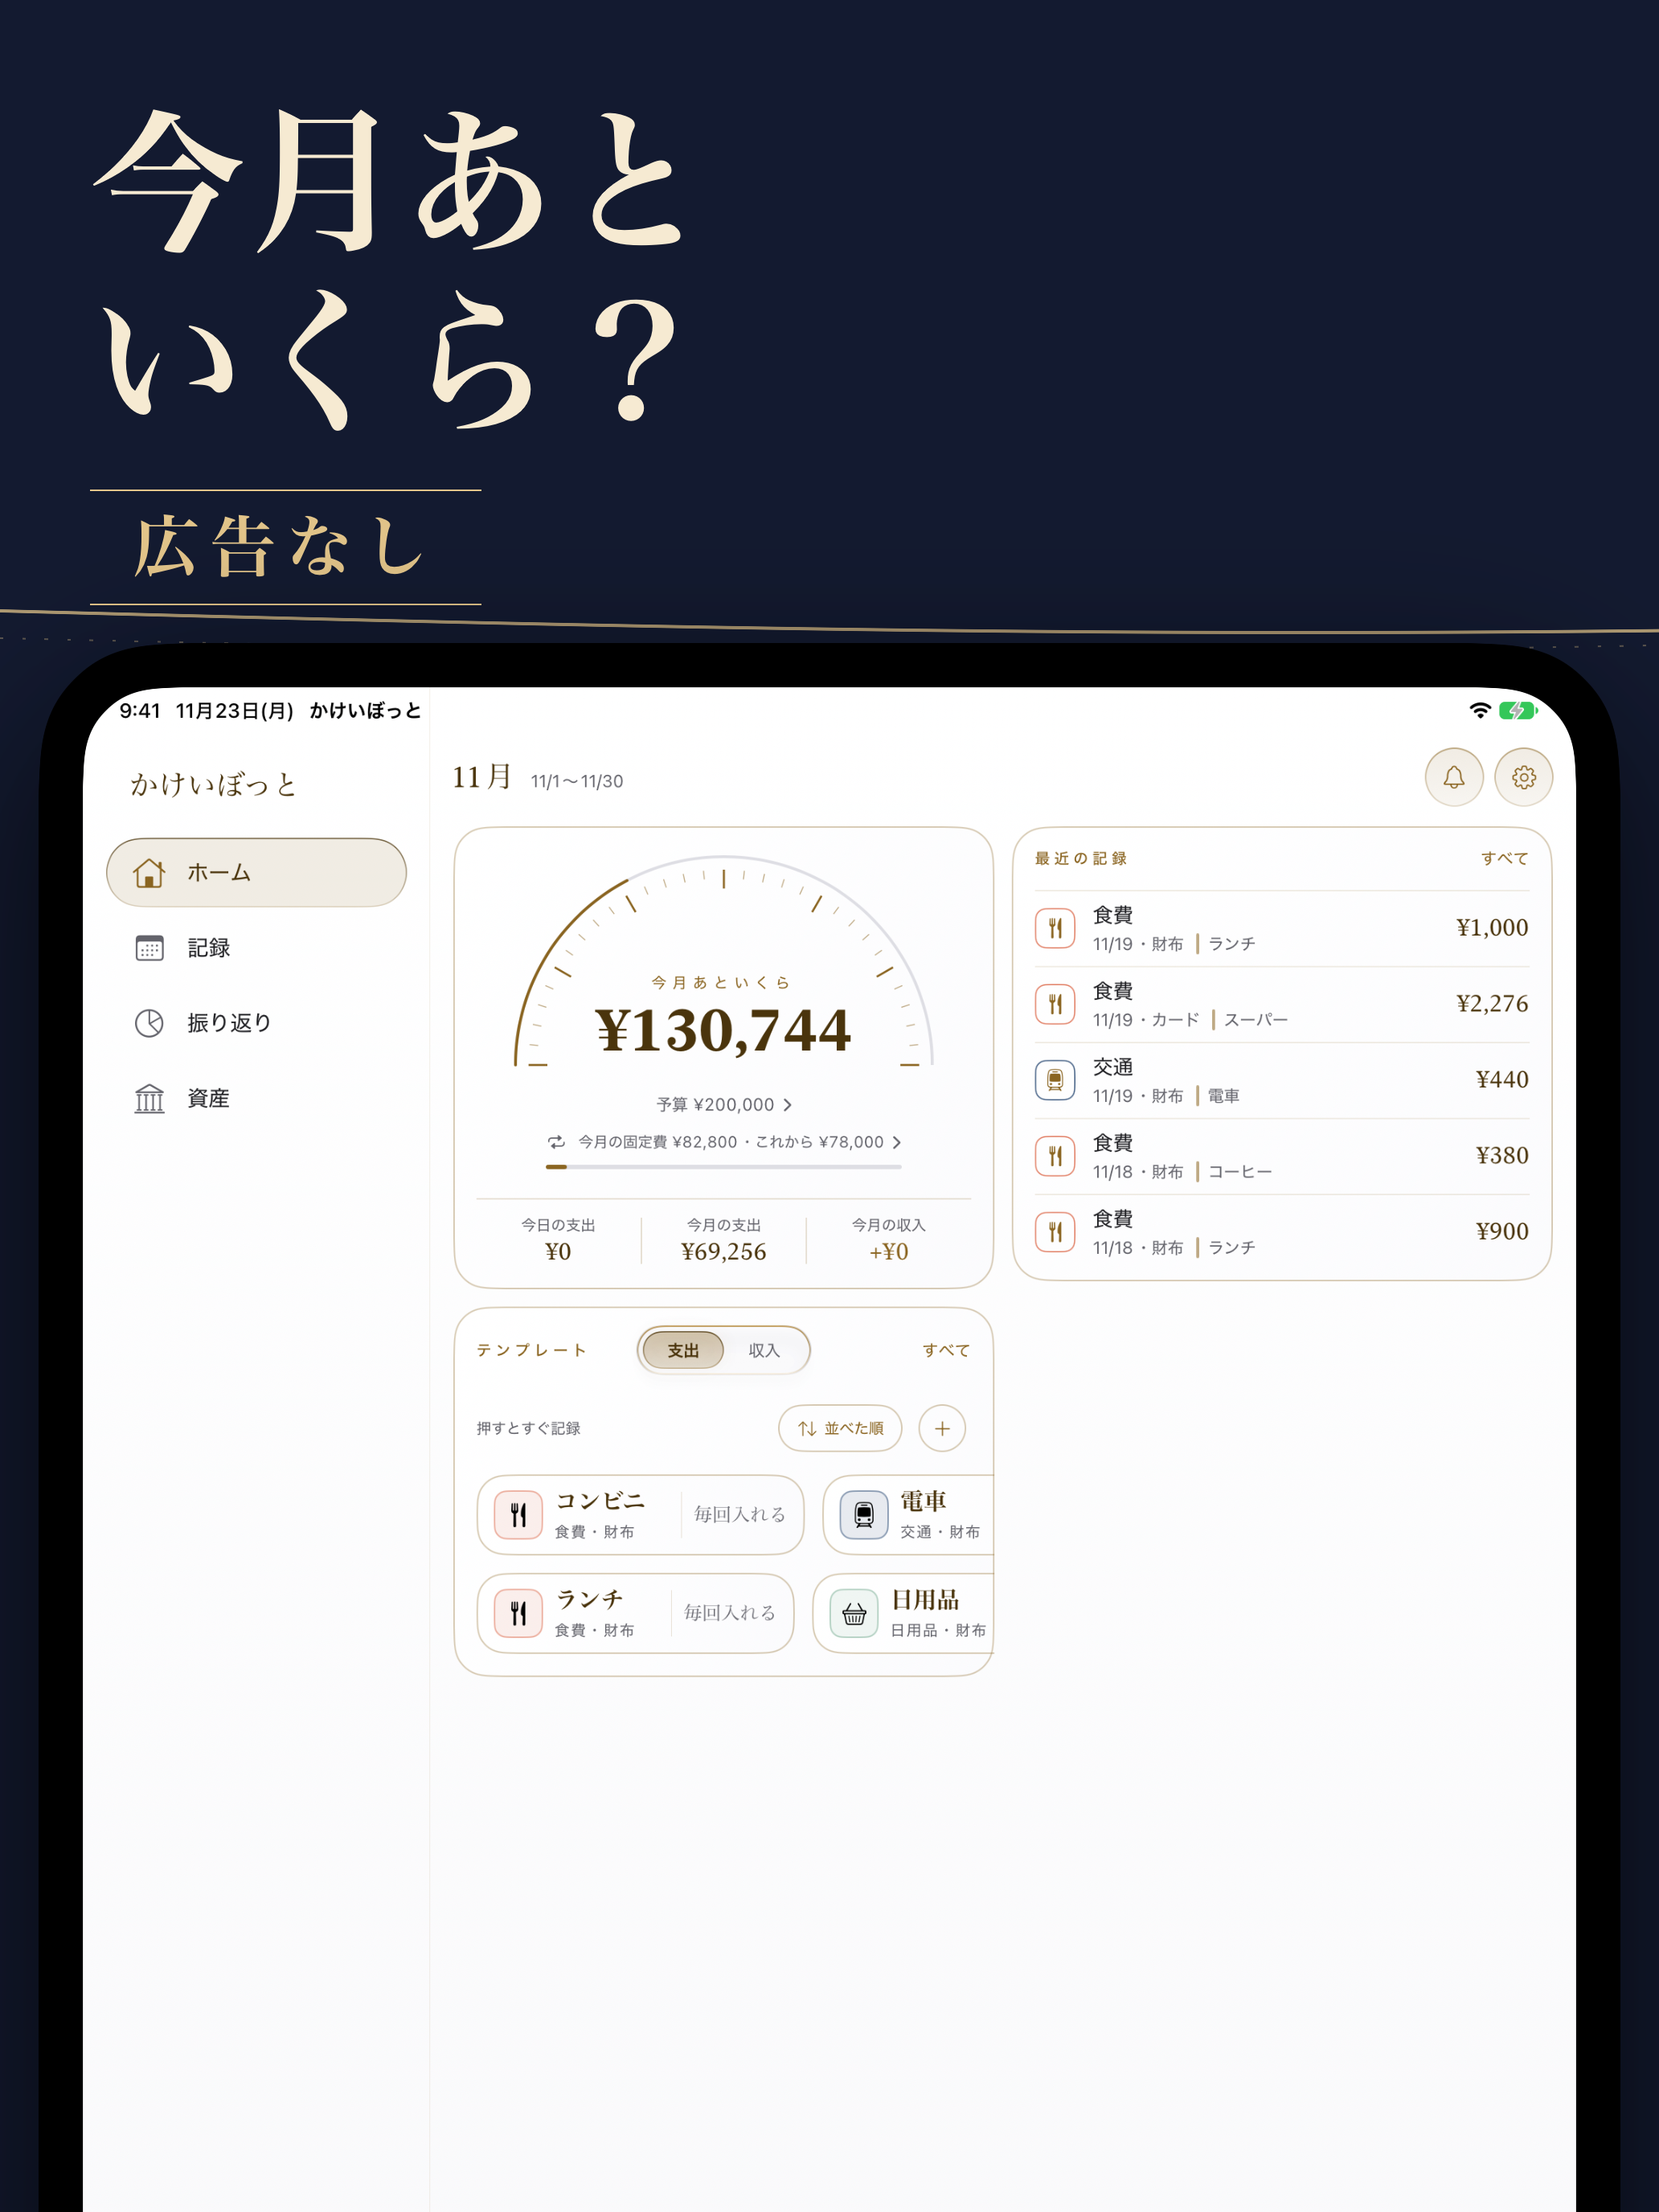 今月あと
いくら？
広告なし
9:41 11月23日(月) かけいぼっと
かけいぼっと
ホーム
記録
振り返り
資産
11月 11/1〜11/30
今月あといくら
¥130,744
予算 ¥200,000
今月の固定費 ¥82,800・これから ¥78,000
今日の支出 今月の支出 今月の収入
¥0 ¥69,256 +¥0
最近の記録 すべて
食費
11/19・財布 ランチ
¥1,000
食費
11/19・カード スーパー
¥2,276
交通
11/19・財布 電車
¥440
食費
11/18・財布 コーヒー
¥380
食費
11/18・財布 ランチ
¥900
テンプレート 支出 収入 すべて
押すとすぐ記録 並べた順
コンビニ
食費・財布
毎回入れる
電車
交通・財布
ランチ
食費・財布
毎回入れる
日用品
日用品・財布